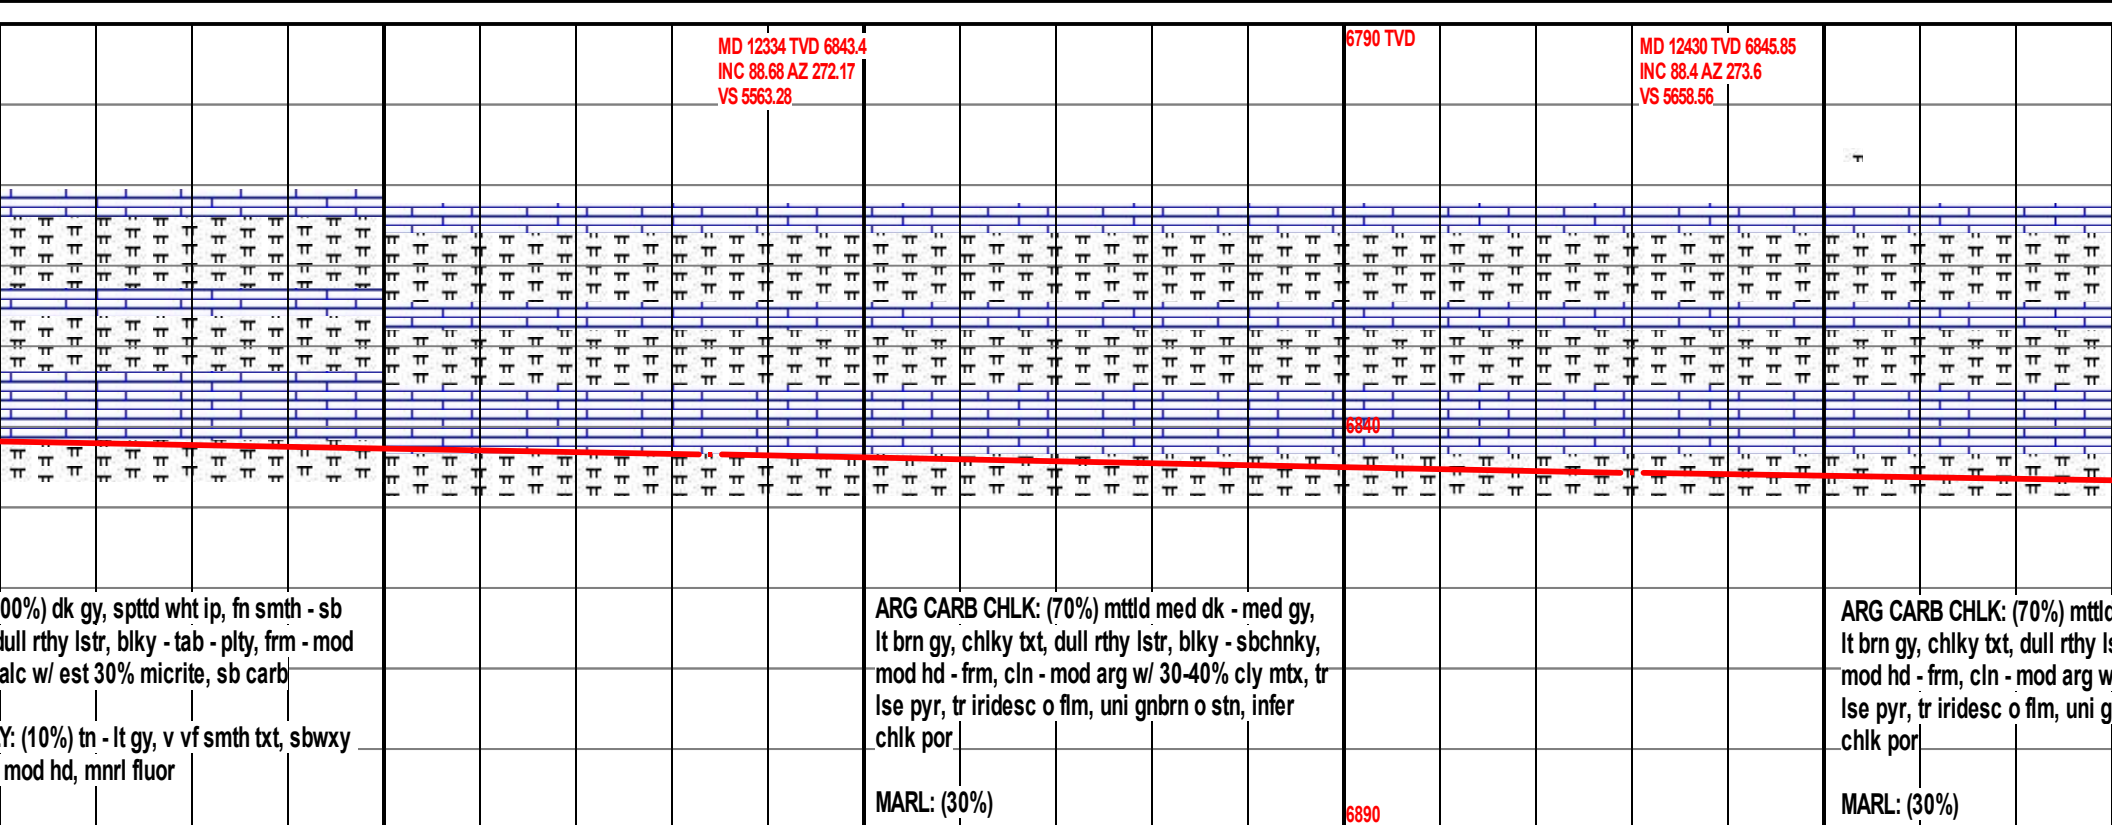 MD 12334 TVD 6843.4
INC 88.68 AZ 272.17
VS 5563.28
6790 TVD
MD 12430 TVD 6845.85
INC 88.4 AZ 273.6
VS 5658.56
6840
00%) dk gy, spttd wht ip, fn smth - sb
dull rthy lstr, blky - tab - plty, frm - mod
alc w/ est 30% micrite, sb carb
Y: (10%) tn - lt gy, v vf smth txt, sbwxy
mod hd, mnrl fluor
ARG CARB CHLK: (70%) mttld med dk - med gy,
lt brn gy, chlky txt, dull rthy lstr, blky - sbchnky,
mod hd - frm, cln - mod arg w/ 30-40% cly mtx, tr
lse pyr, tr iridesc o flm, uni gnbrn o stn, infer
chlk por
MARL: (30%)
6890
ARG CARB CHLK: (70%) mttld
lt brn gy, chlky txt, dull rthy ls
mod hd - frm, cln - mod arg w
lse pyr, tr iridesc o flm, uni g
chlk por
MARL: (30%)